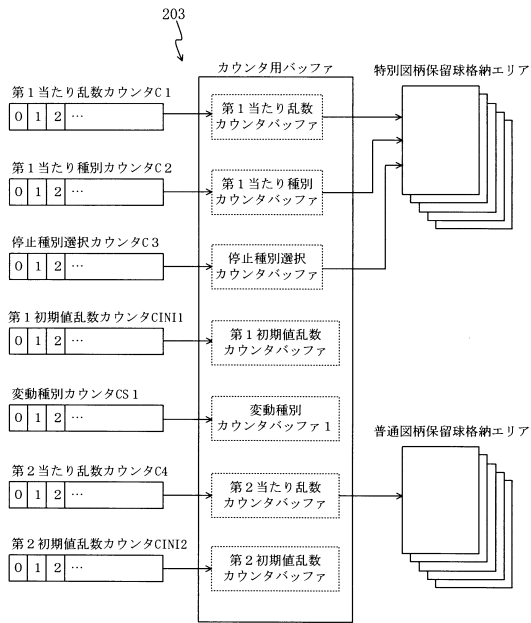 203
カウンタ用バッファ
特別図柄保留球格納エリア
第1当たり乱数カウンタC1
0 1 2 …
第1当たり乱数
カウンタバッファ
第1当たり種別カウンタC2
0 1 2 …
第1当たり種別
カウンタバッファ
停止種別選択カウンタC3
0 1 2 …
停止種別選択
カウンタバッファ
第1初期値乱数カウンタCINI1
0 1 2 …
第1初期値乱数
カウンタバッファ
変動種別カウンタCS1
0 1 2 …
変動種別
カウンタバッファ1
普通図柄保留球格納エリア
第2当たり乱数カウンタC4
0 1 2 …
第2当たり乱数
カウンタバッファ
第2初期値乱数カウンタCINI2
0 1 2 …
第2初期値乱数
カウンタバッファ